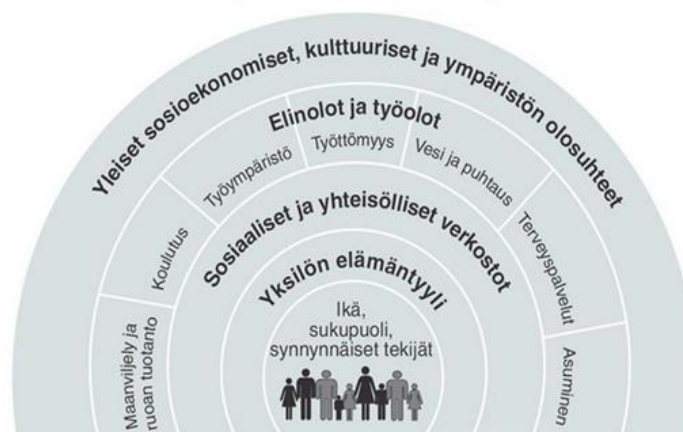 Yleiset sosioekonomiset, kulttuuriset ja ympäristön olosuhteet
Elinolot ja työolot
Maanviljely ja
ruoan tuotanto
Koulutus
Työympäristö
Työttömyys
Vesi ja puhtaus
Terveyspalvelut
Asuminen
Sosiaaliset ja yhteisölliset verkostot
Yksilön elämäntyyli
Ikä,
sukupuoli,
synnynnäiset tekijät